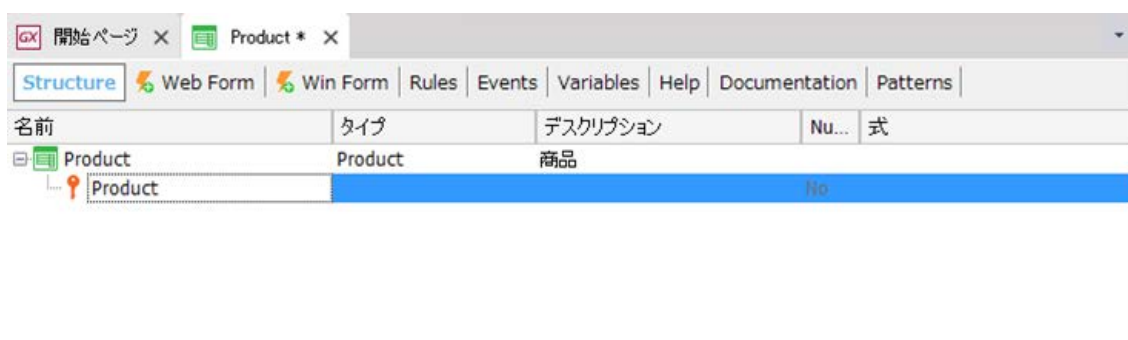 GX 開始ページ × Product * ×
Structure Web Form Win Form Rules Events Variables Help Documentation Patterns
名前 タイプ デスクリプション Nu... 式
Product Product 商品
Product No